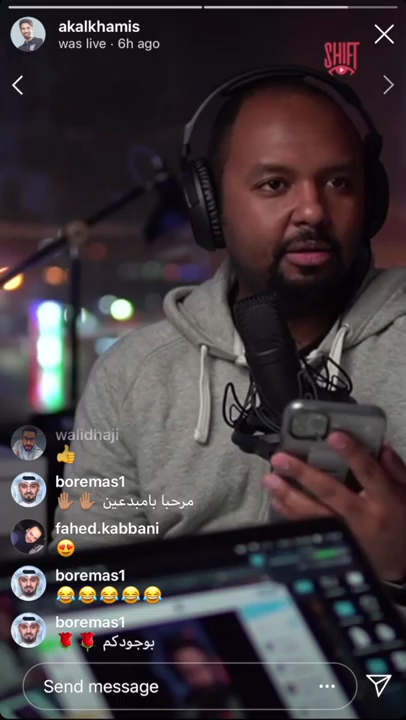 akalkhamis
was live · 6h ago
SHIFT
walidhaji
👍
boremas1
مرحبا بامبدعين 🖐🏽 🖐🏽
fahed.kabbani
😍
boremas1
😂😂😂😂😂
boremas1
بوجودكم 🌹 🌹
Send message